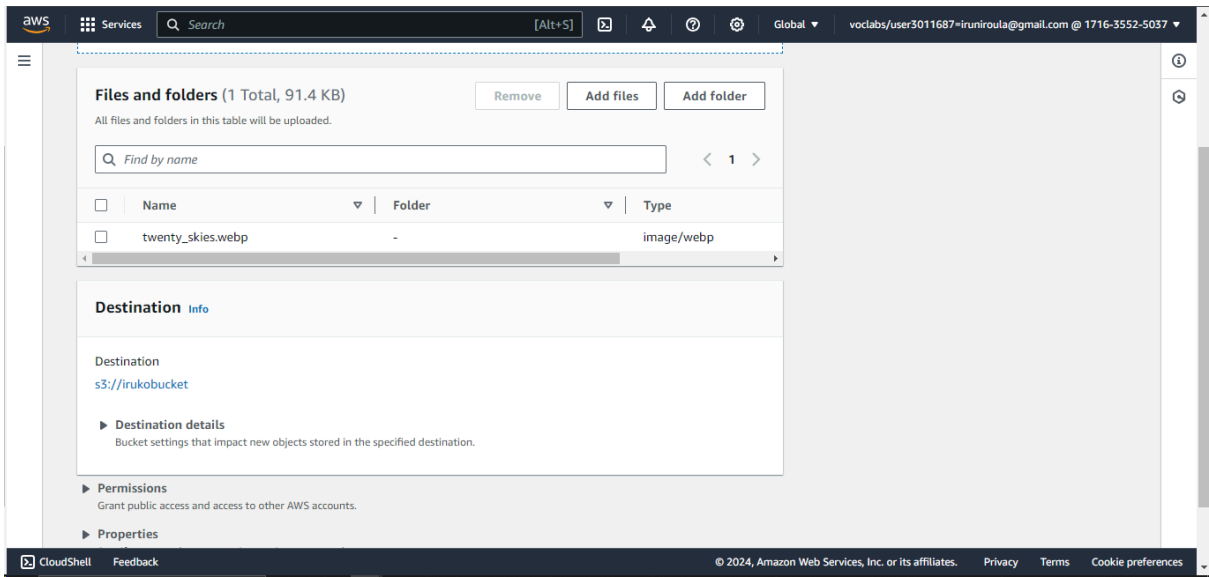 aws Services Search [Alt+S] Global voclabs/user3011687=iruniroula@gmail.com @ 1716-3552-5037
Files and folders (1 Total, 91.4 KB) Remove Add files Add folder
All files and folders in this table will be uploaded.
Find by name 1
Name Folder Type
twenty_skies.webp - image/webp
Destination Info
Destination
s3://irukobucket
Destination details
Bucket settings that impact new objects stored in the specified destination.
Permissions
Grant public access and access to other AWS accounts.
Properties
CloudShell Feedback © 2024, Amazon Web Services, Inc. or its affiliates. Privacy Terms Cookie preferences